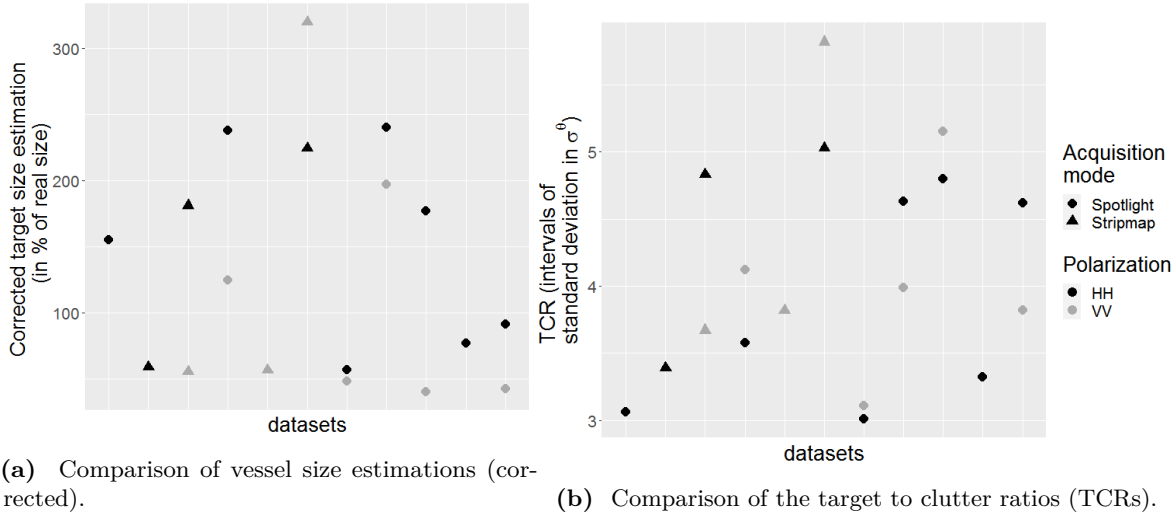 Corrected target size estimation
(in % of real size)
300
200
100
datasets
(a) Comparison of vessel size estimations (cor-
rected).
TCR (intervals of
standard deviation in σ⁰)
5
4
3
datasets
(b) Comparison of the target to clutter ratios (TCRs).
Acquisition
mode
Spotlight
Stripmap
Polarization
HH
VV